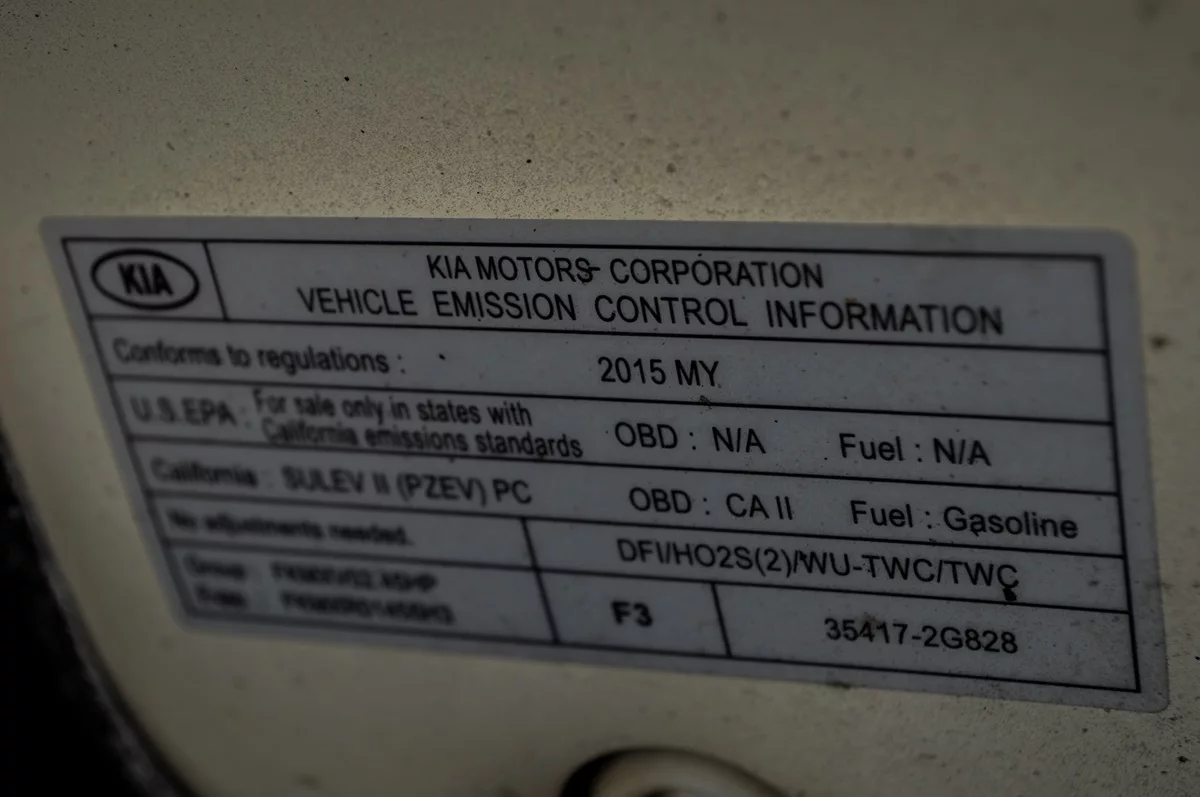 KIA
KIA MOTORS CORPORATION
VEHICLE EMISSION CONTROL INFORMATION
Conforms to regulations : 2015 MY
U.S.EPA : For sale only in states with
California emissions standards OBD : N/A Fuel : N/A
California : SULEV II (PZEV) PC OBD : CA II Fuel : Gasoline
No adjustments needed. DFI/HO2S(2)/WU-TWC/TWC
Group :
Evap :
F3 35417-2G828